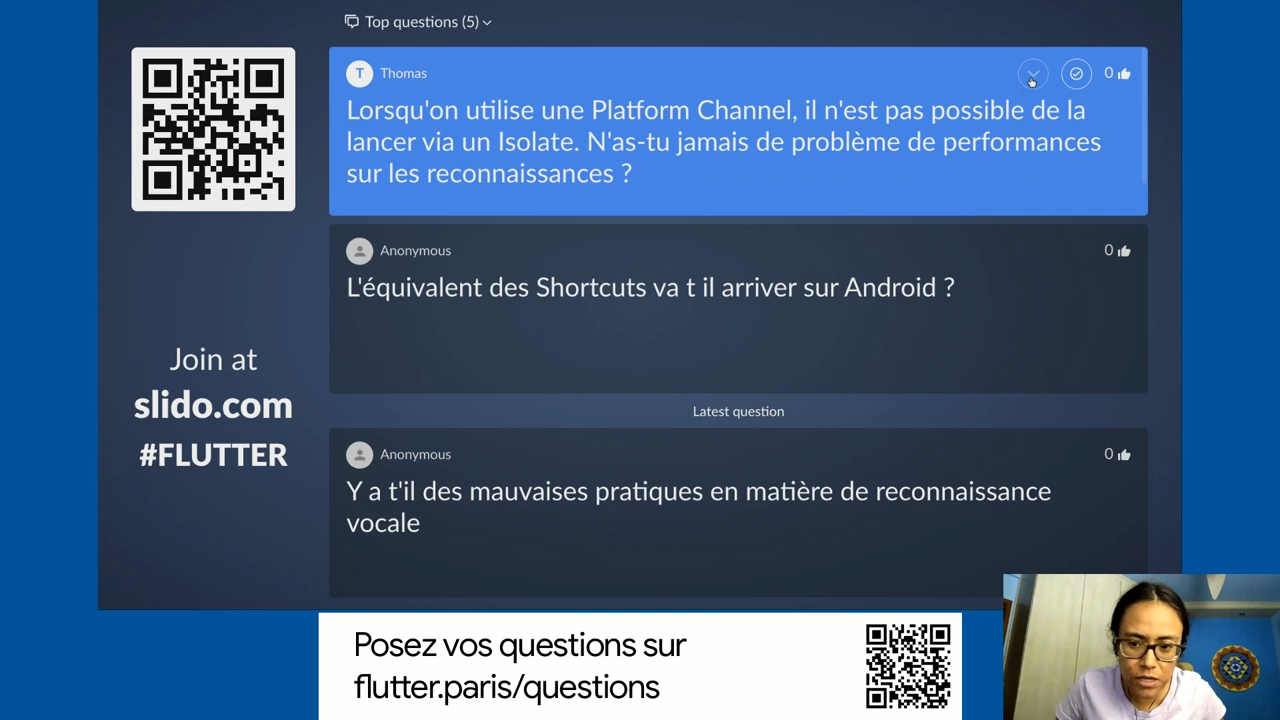 Top questions (5)
T Thomas
0
Lorsqu'on utilise une Platform Channel, il n'est pas possible de la
lancer via un Isolate. N'as-tu jamais de problème de performances
sur les reconnaissances ?
Anonymous
0
L'équivalent des Shortcuts va t il arriver sur Android ?
Join at
slido.com
#FLUTTER
Latest question
Anonymous
0
Y a t'il des mauvaises pratiques en matière de reconnaissance
vocale
Posez vos questions sur
flutter.paris/questions